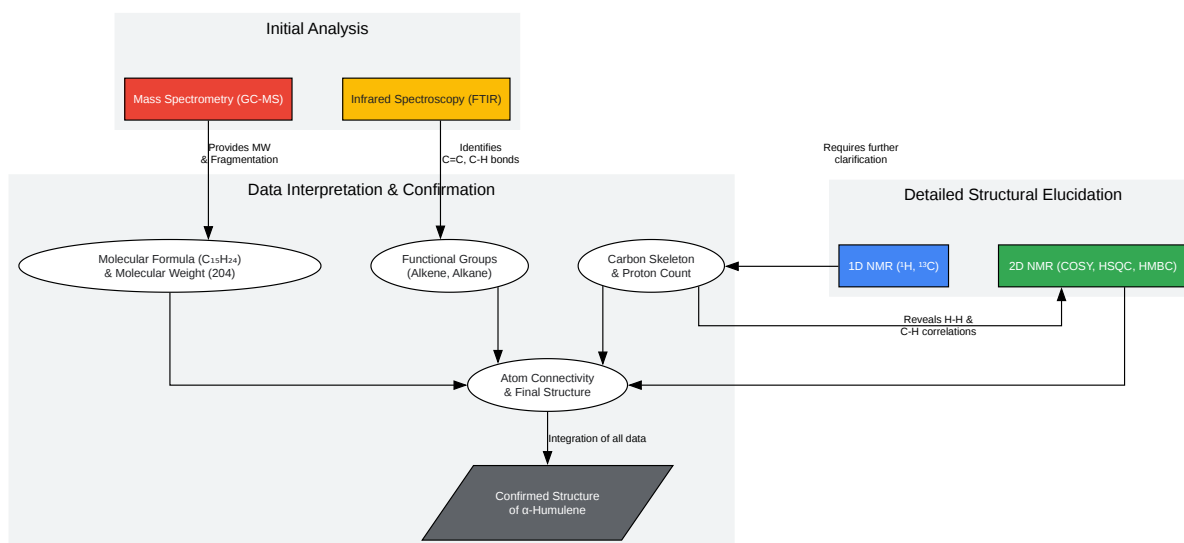 Initial Analysis
Mass Spectrometry (GC-MS)
Infrared Spectroscopy (FTIR)
Provides MW
& Fragmentation
Identifies
C=C, C-H bonds
Requires further
clarification
Data Interpretation & Confirmation
Detailed Structural Elucidation
Molecular Formula (C₁₅H₂₄)
& Molecular Weight (204)
Functional Groups
(Alkene, Alkane)
Carbon Skeleton
& Proton Count
1D NMR (¹H, ¹³C)
2D NMR (COSY, HSQC, HMBC)
Reveals H-H &
C-H correlations
Atom Connectivity
& Final Structure
Integration of all data
Confirmed Structure
of α-Humulene